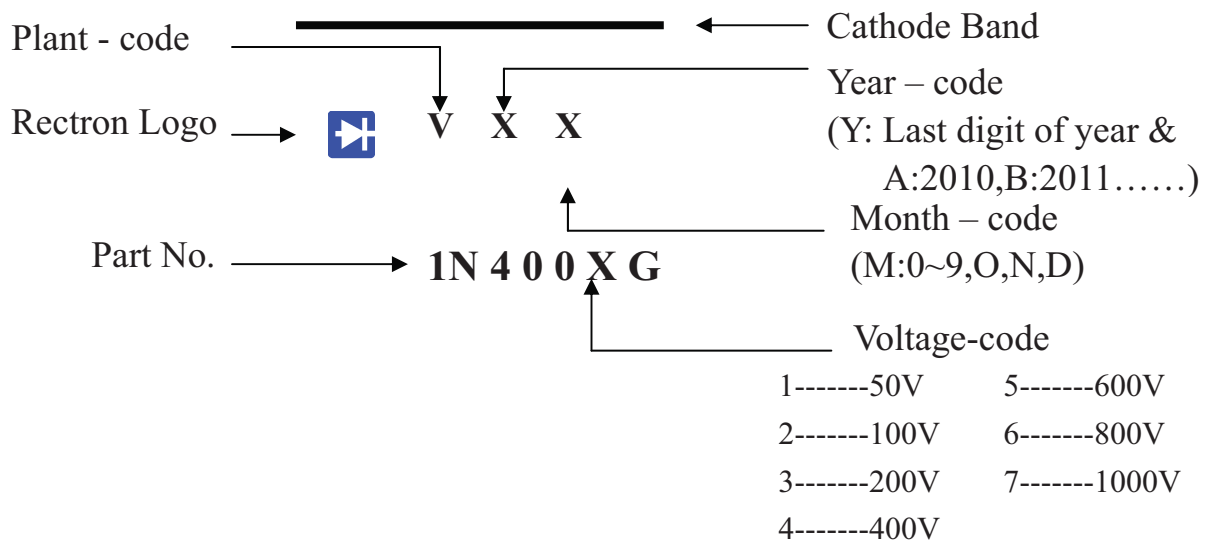 Cathode Band
Plant - code
Year – code
Rectron Logo
V X X
(Y: Last digit of year &
A:2010,B:2011……)
Month – code
Part No.
1N 4 0 0 X G
(M:0~9,O,N,D)
Voltage-code
1-------50V 5-------600V
2-------100V 6-------800V
3-------200V 7-------1000V
4-------400V